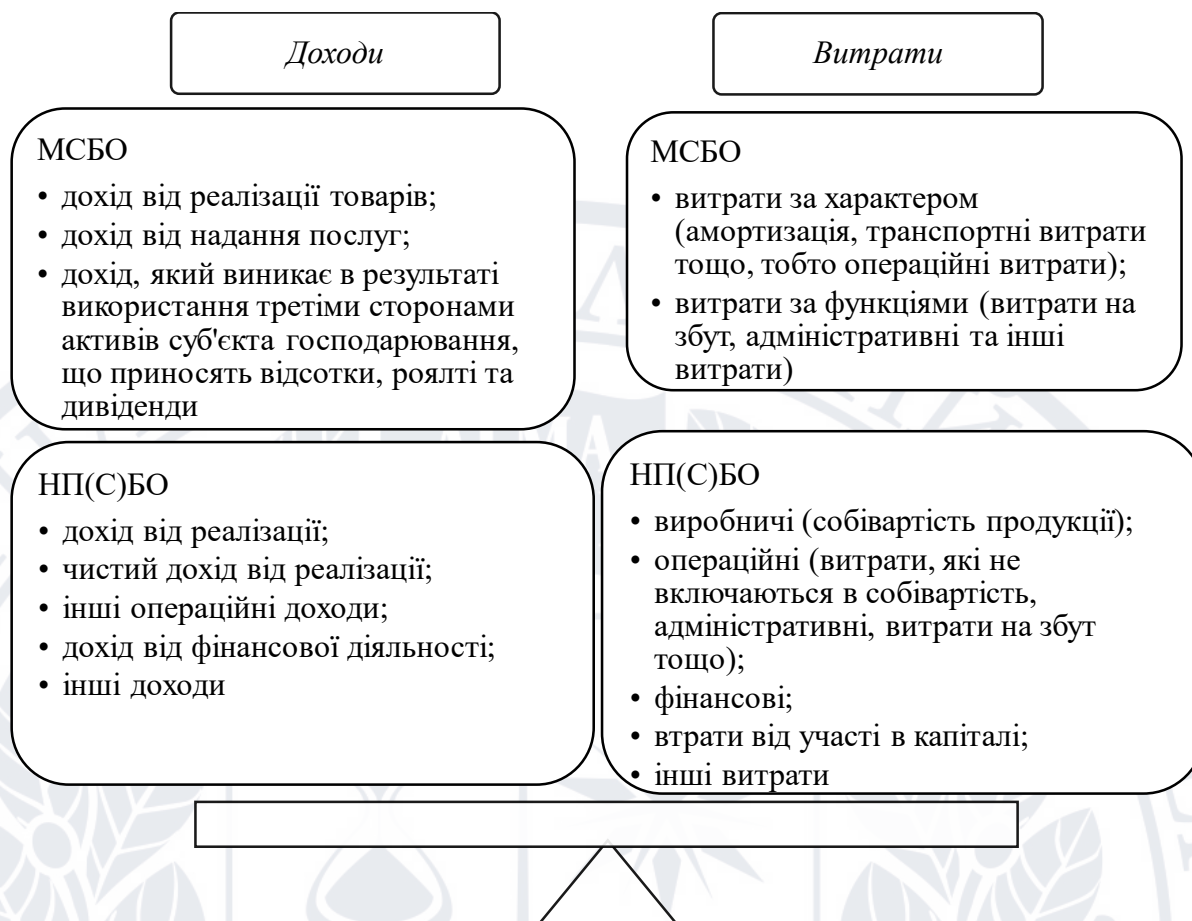 Доходи
Витрати
МСБО
• дохід від реалізації товарів;
• дохід від надання послуг;
• дохід, який виникає в результаті
використання третіми сторонами
активів суб'єкта господарювання,
що приносять відсотки, роялті та
дивіденди
МСБО
• витрати за характером
(амортизація, транспортні витрати
тощо, тобто операційні витрати);
• витрати за функціями (витрати на
збут, адміністративні та інші
витрати)
НП(С)БО
• дохід від реалізації;
• чистий дохід від реалізації;
• інші операційні доходи;
• дохід від фінансової діяльності;
• інші доходи
НП(С)БО
• виробничі (собівартість продукції);
• операційні (витрати, які не
включаються в собівартість,
адміністративні, витрати на збут
тощо);
• фінансові;
• втрати від участі в капіталі;
• інші витрати